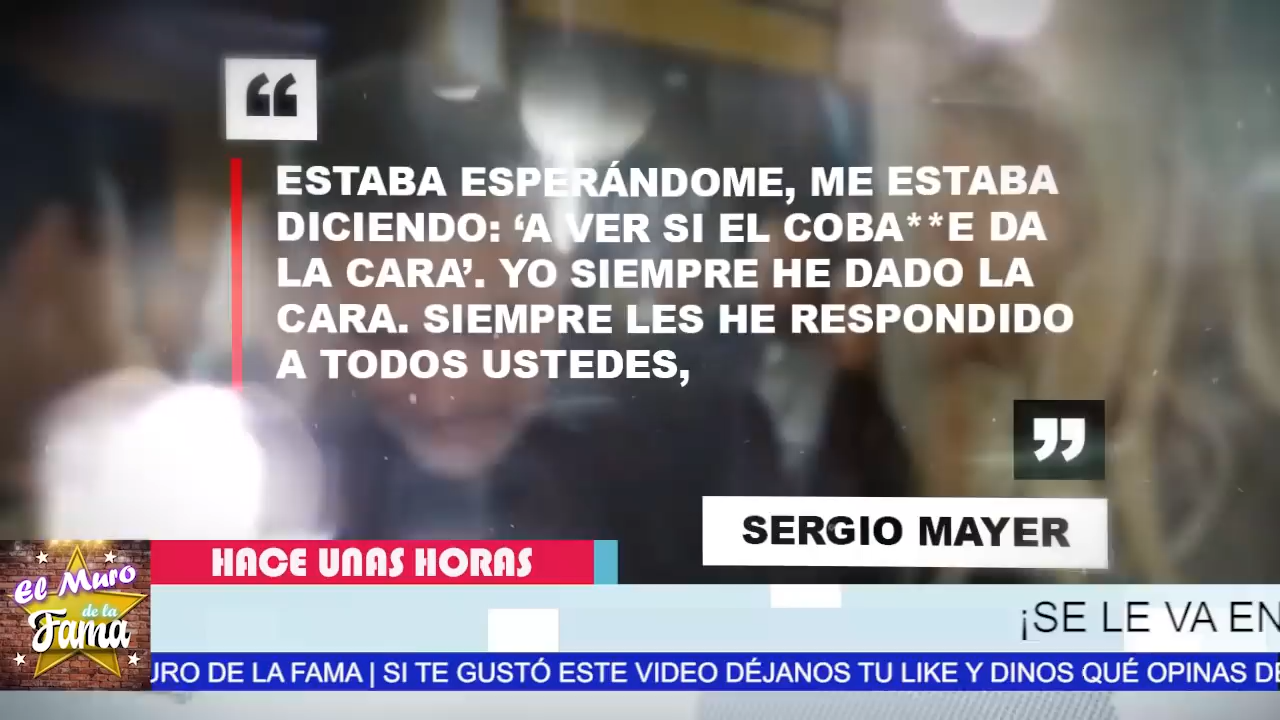 “
ESTABA ESPERÁNDOME, ME ESTABA
DICIENDO: ‘A VER SI EL COBA**E DA
LA CARA’. YO SIEMPRE HE DADO LA
CARA. SIEMPRE LES HE RESPONDIDO
A TODOS USTEDES,
”
SERGIO MAYER
HACE UNAS HORAS
El Muro
de la
Fama
¡SE LE VA EN
URO DE LA FAMA | SI TE GUSTÓ ESTE VIDEO DÉJANOS TU LIKE Y DINOS QUÉ OPINAS DE